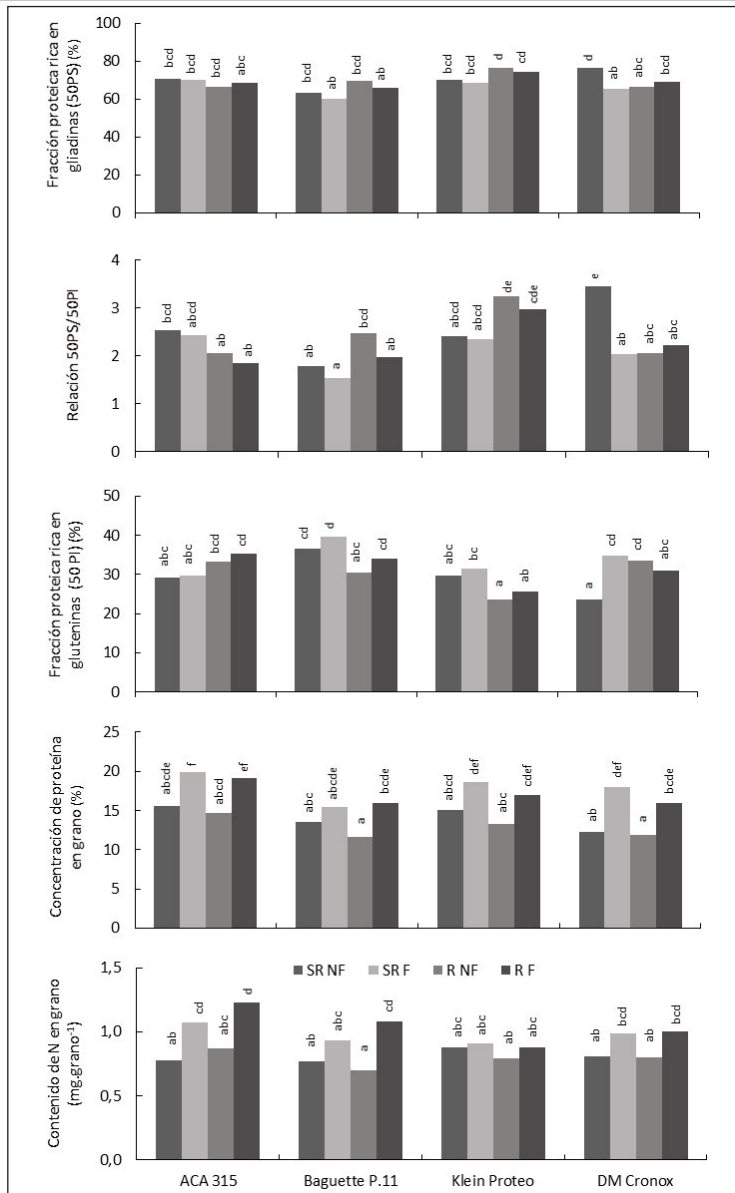 Fracción proteica rica en
gliadinas (50PS) (%)
100
80
60
40
20
0
bcd bcd bcd abc
bcd ab bcd ab
bcd bcd d cd
d ab abc bcd
Relación 50PS/50PI
4
3
2
1
0
bcd abcd ab ab
ab a bcd ab
abcd abcd de cde
e ab abc abc
Fracción proteica rica en
gluteninas (50 PI) (%)
50
40
30
20
10
0
abc abc bcd cd
cd d abc cd
abc bc a ab
a cd cd abc
Concentración de proteína
en grano (%)
25
20
15
10
5
0
abcde f abcd ef
abc abcde a bcde
abcd def abc cdef
ab def a bcde
Contenido de N en grano
(mg.grano⁻¹)
1,5
1,0
0,5
0,0
SR NF SR F R NF R F
ab cd abc d
ab abc a cd
abc abc ab abc
ab bcd ab bcd
ACA 315 Baguette P.11 Klein Proteo DM Cronox